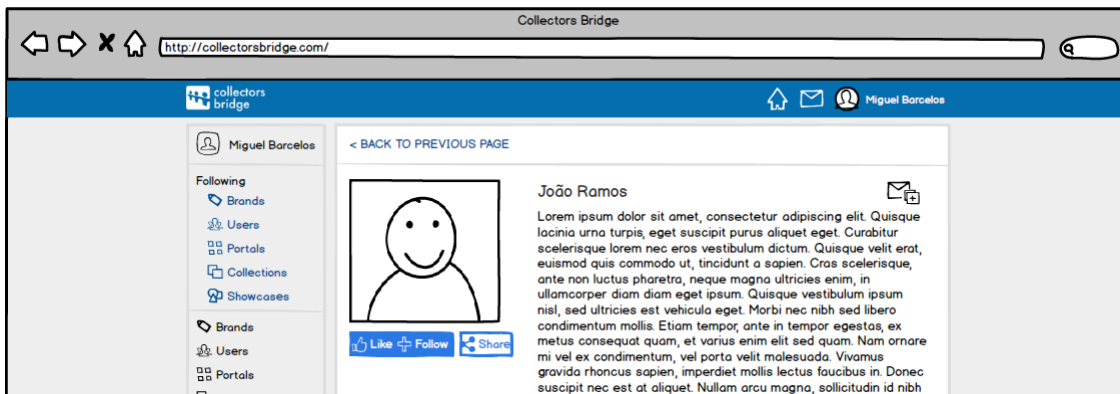 Collectors Bridge
http://collectorsbridge.com/
collectors
bridge
Miguel Barcelos
Miguel Barcelos
Following
Brands
Users
Portals
Collections
Showcases
Brands
Users
Portals
< BACK TO PREVIOUS PAGE
Like
Follow
Share
João Ramos
Lorem ipsum dolor sit amet, consectetur adipiscing elit. Quisque
lacinia urna turpis, eget suscipit purus aliquet eget. Curabitur
scelerisque lorem nec eros vestibulum dictum. Quisque velit erat,
euismod quis commodo ut, tincidunt a sapien. Cras scelerisque,
ante non luctus pharetra, neque magna ultricies enim, in
ullamcorper diam diam eget ipsum. Quisque vestibulum ipsum
nisl, sed ultricies est vehicula eget. Morbi nec nibh sed libero
condimentum mollis. Etiam tempor, ante in tempor egestas, ex
metus consequat quam, et varius enim elit sed quam. Nam ornare
mi vel ex condimentum, vel porta velit malesuada. Vivamus
gravida rhoncus sapien, imperdiet mollis lectus faucibus in. Donec
suscipit nec est at aliquet. Nullam arcu magna, sollicitudin id nibh